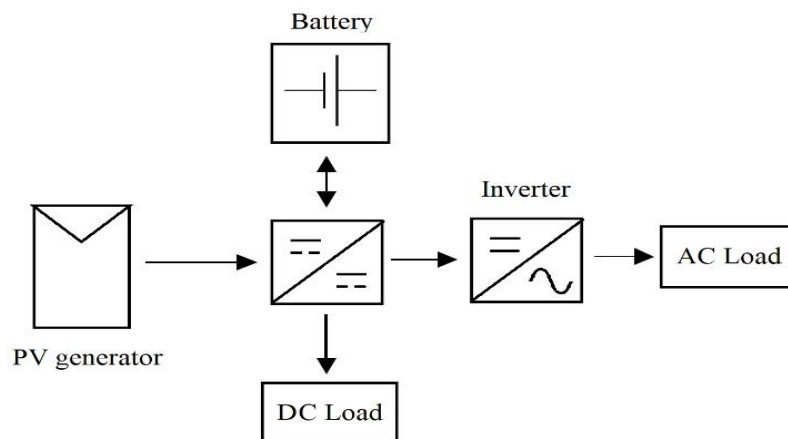 Battery
Inverter
AC Load
PV generator
DC Load